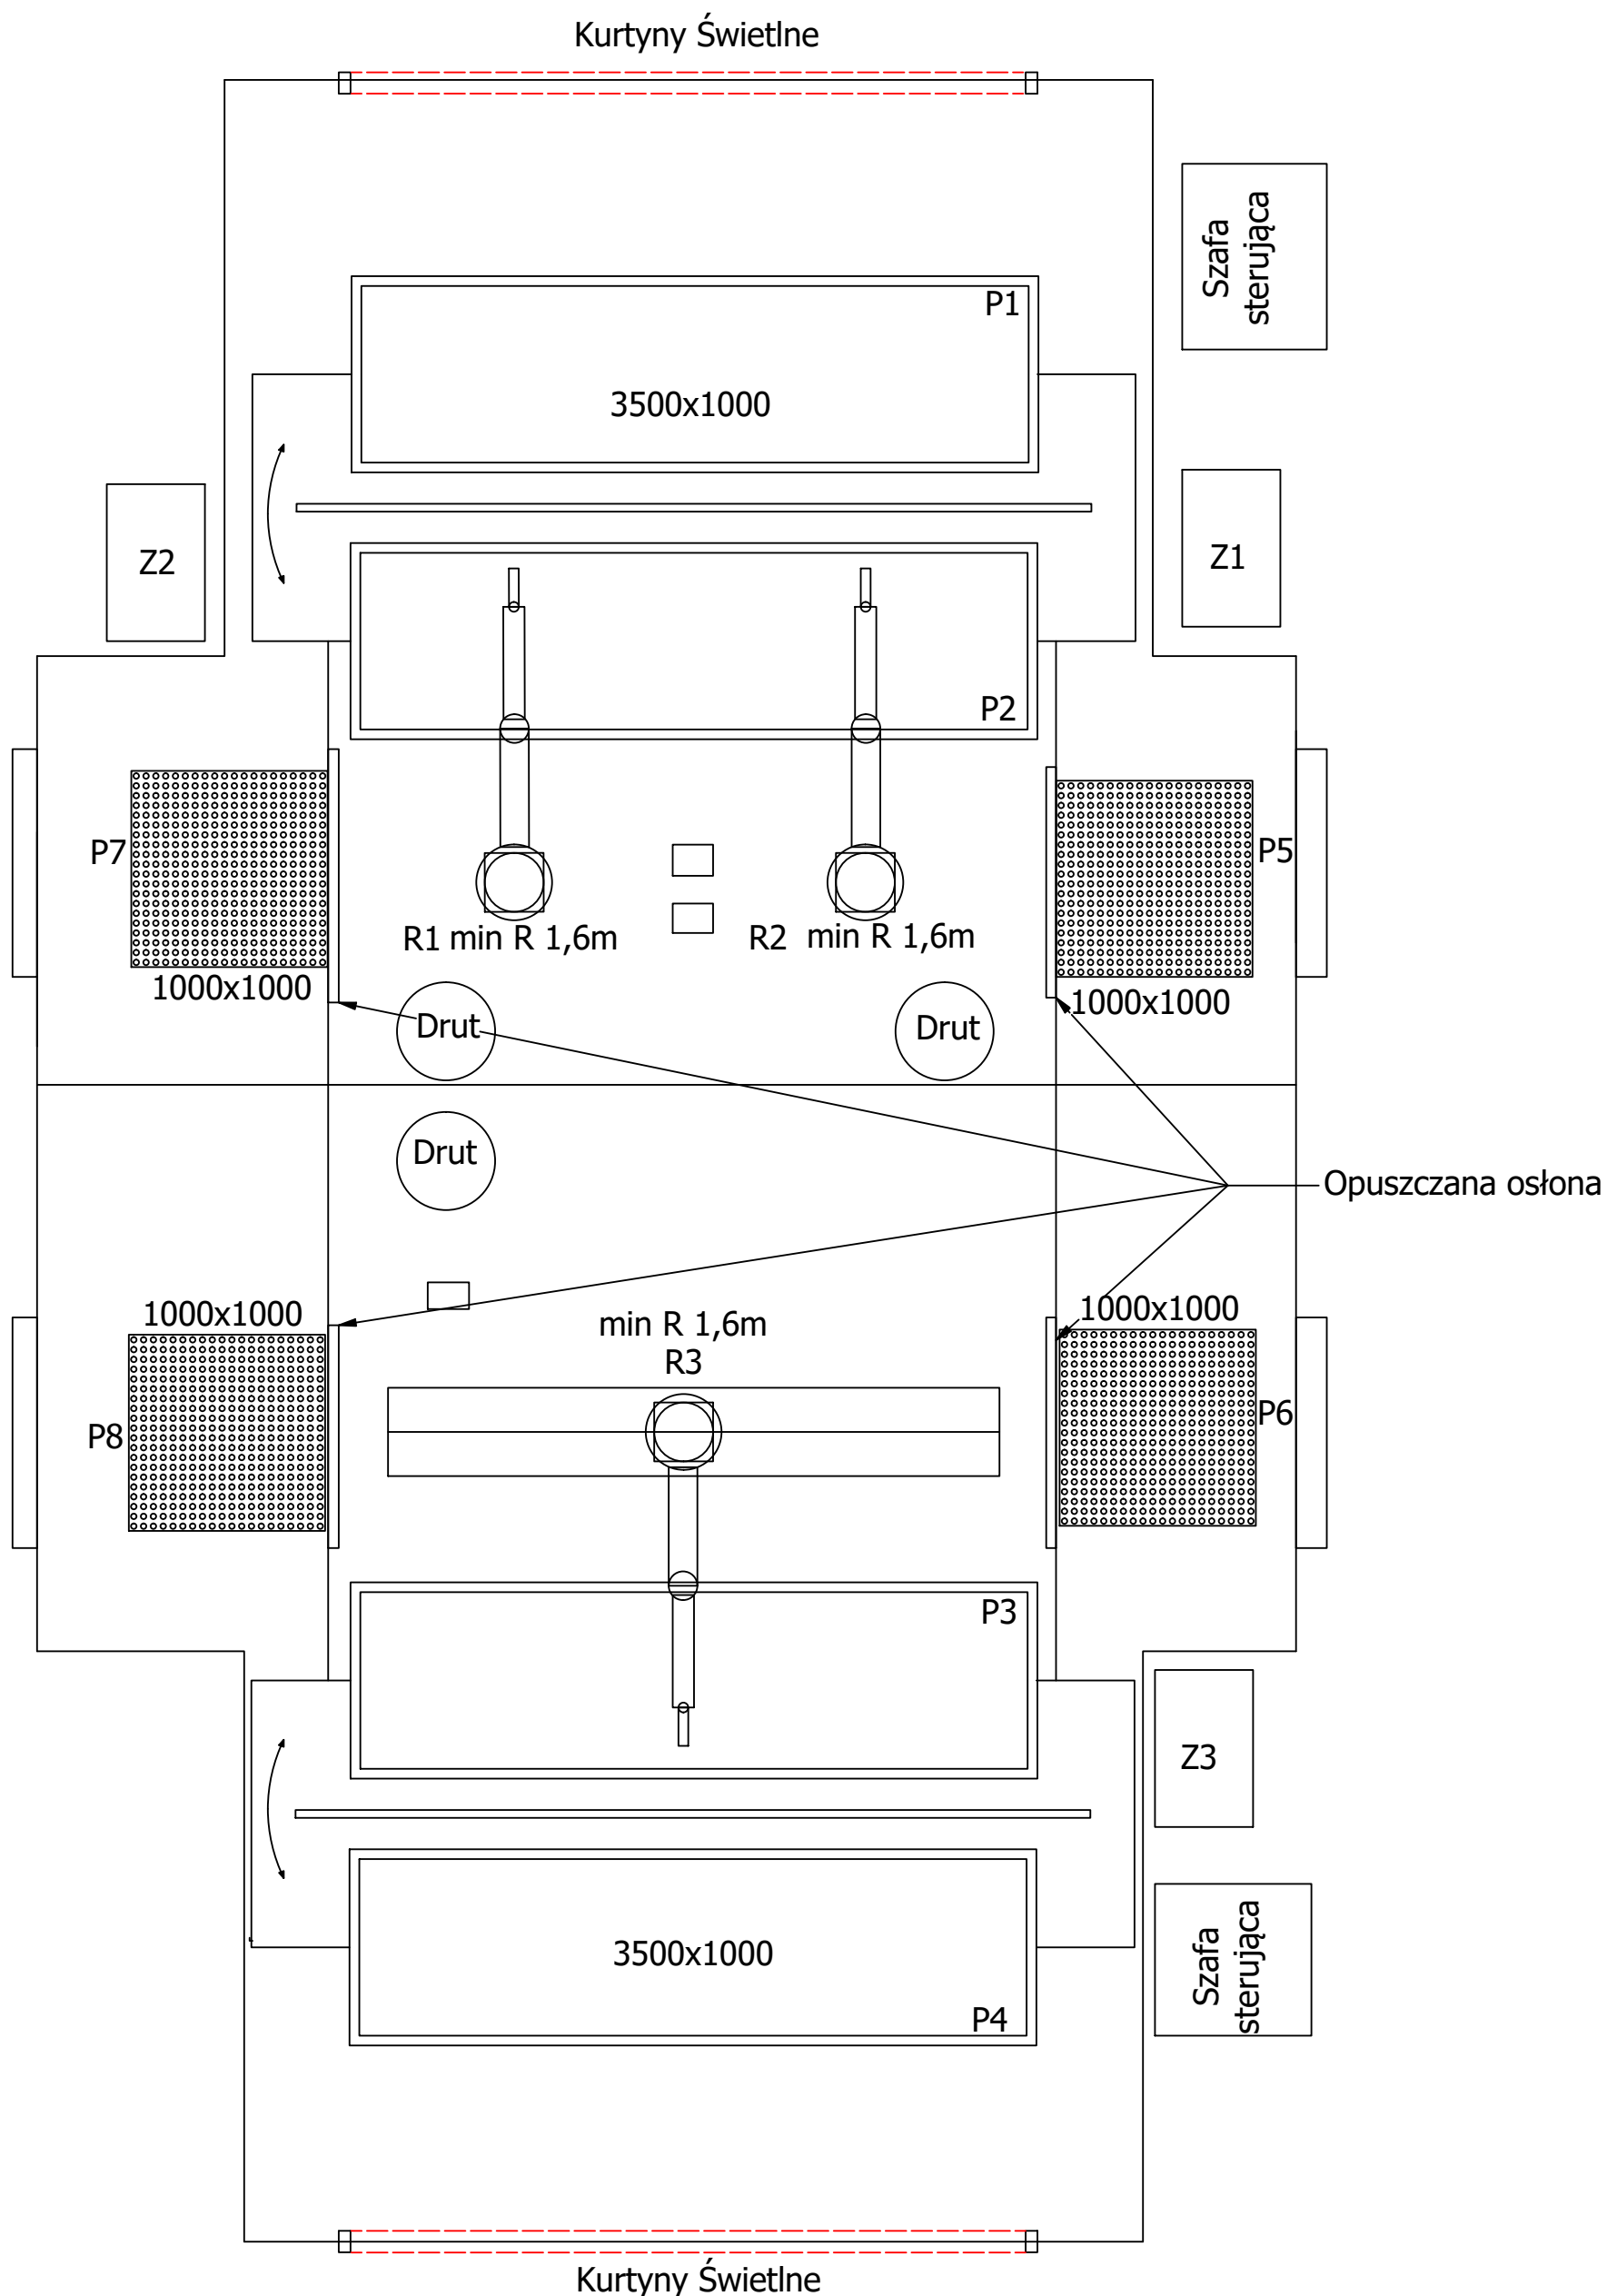 Kurtyny Świetlne
Szafa
sterująca
P1
3500x1000
Z2
Z1
P2
P7
P5
R1 min R 1,6m
R2 min R 1,6m
1000x1000
1000x1000
Drut
Drut
Drut
Opuszczana osłona
1000x1000
1000x1000
min R 1,6m
R3
P8
P6
P3
Z3
Szafa
sterująca
3500x1000
P4
Kurtyny Świetlne